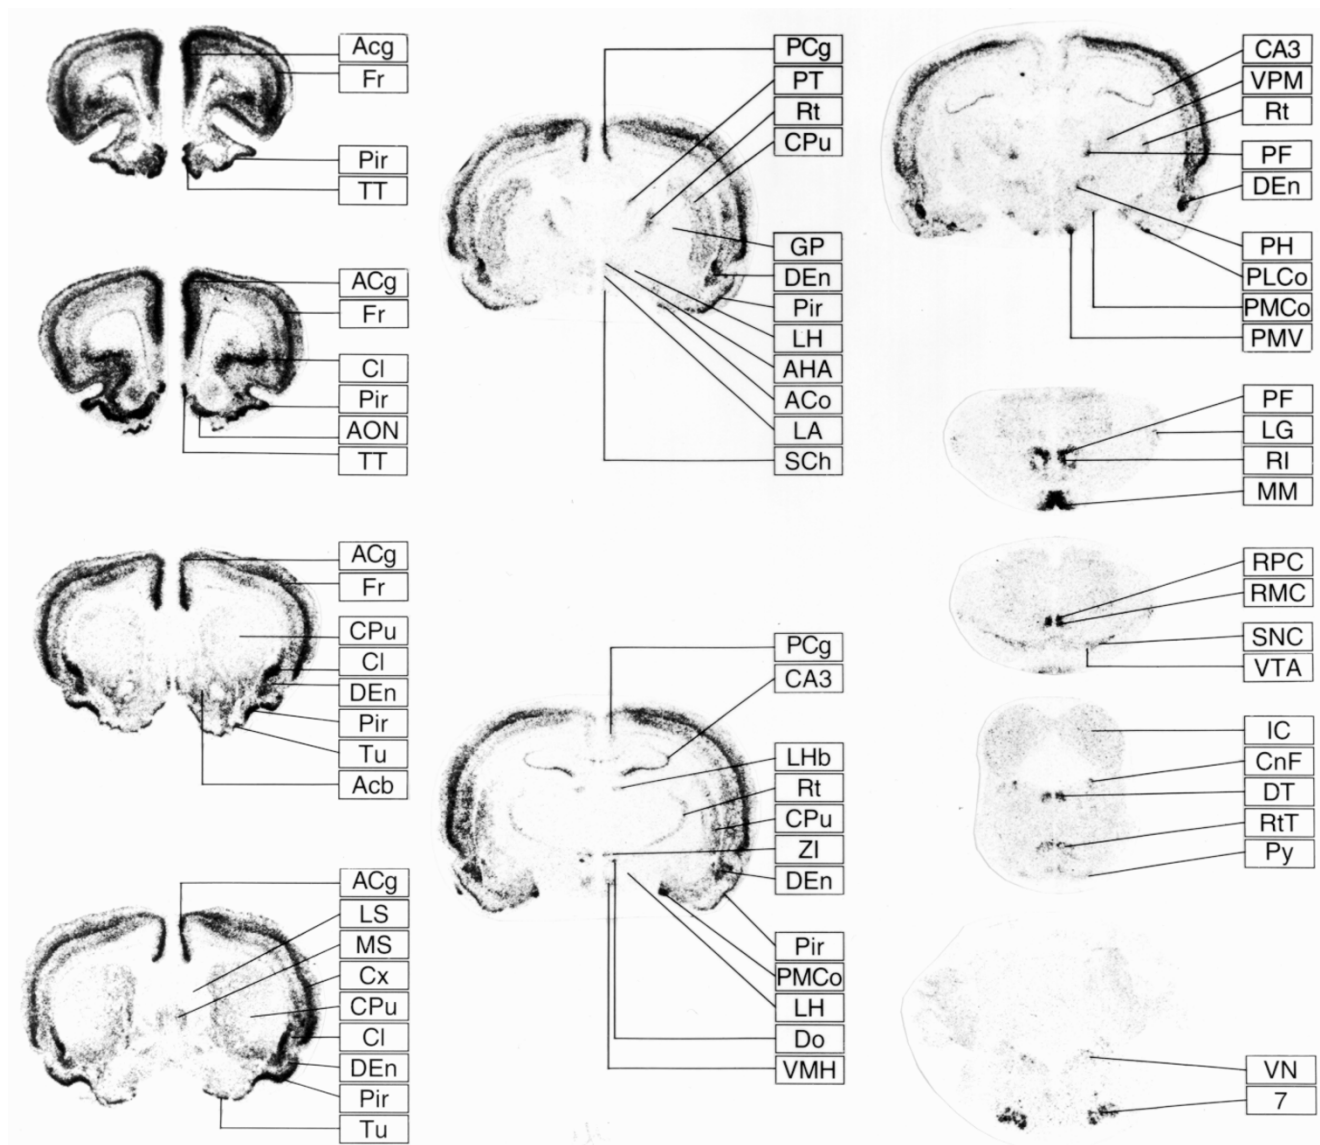 Acg
Fr
Pir
TT
ACg
Fr
Cl
Pir
AON
TT
ACg
Fr
CPu
Cl
DEn
Pir
Tu
Acb
ACg
LS
MS
Cx
CPu
Cl
DEn
Pir
Tu
PCg
PT
Rt
CPu
GP
DEn
Pir
LH
AHA
ACo
LA
SCh
PCg
CA3
LHb
Rt
CPu
ZI
DEn
Pir
PMCo
LH
Do
VMH
CA3
VPM
Rt
PF
DEn
PH
PLCo
PMCo
PMV
PF
LG
RI
MM
RPC
RMC
SNC
VTA
IC
CnF
DT
RtT
Py
VN
7